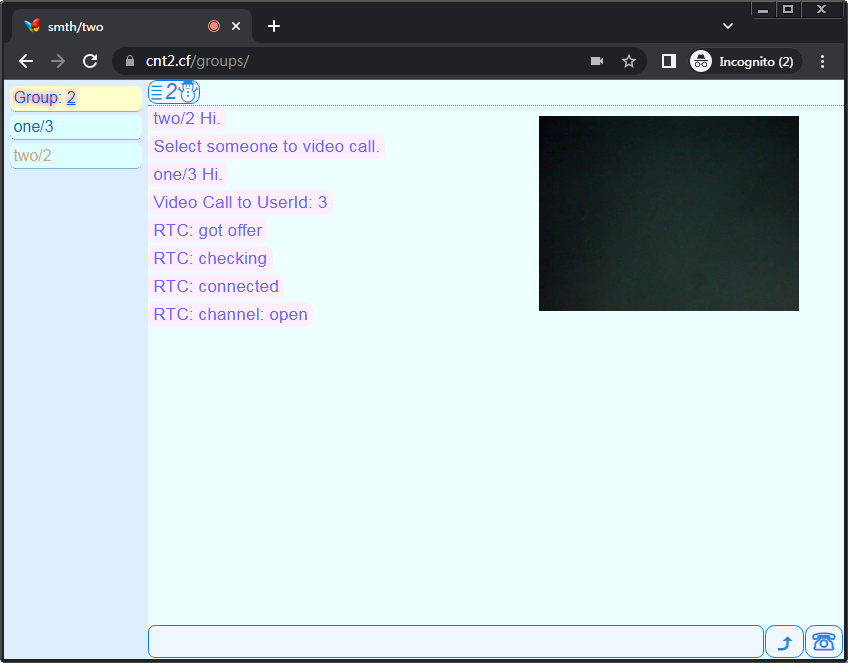 smth/two
cnt2.cf/groups/
Incognito (2)
Group: 2
one/3
two/2
2
two/2 Hi.
Select someone to video call.
one/3 Hi.
Video Call to UserId: 3
RTC: got offer
RTC: checking
RTC: connected
RTC: channel: open